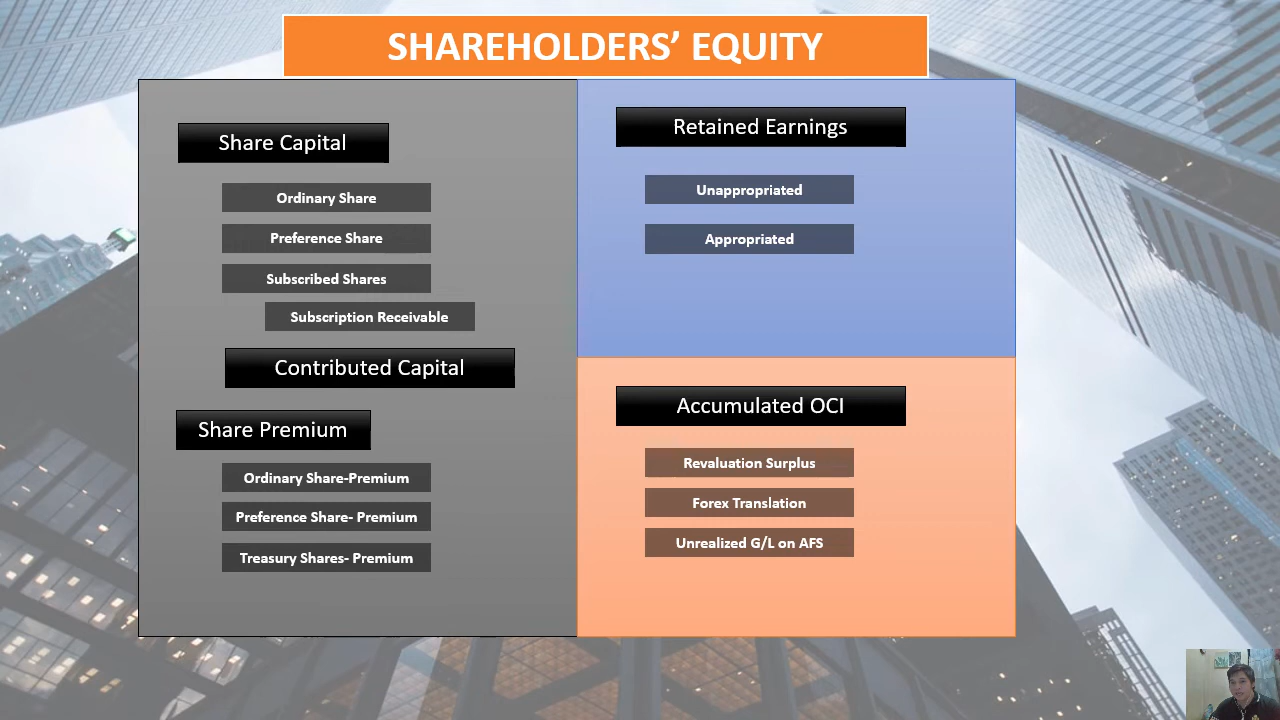 SHAREHOLDERS' EQUITY
Share Capital
Ordinary Share
Preference Share
Subscribed Shares
Subscription Receivable
Contributed Capital
Share Premium
Ordinary Share-Premium
Preference Share- Premium
Treasury Shares- Premium
Retained Earnings
Unappropriated
Appropriated
Accumulated OCI
Revaluation Surplus
Forex Translation
Unrealized G/L on AFS